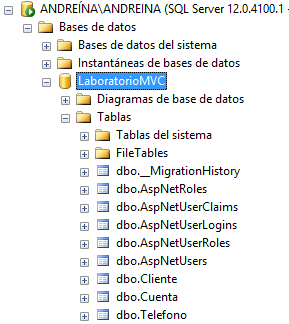 ANDREÍNA\ANDREINA (SQL Server 12.0.4100.1 -
Bases de datos
Bases de datos del sistema
Instantáneas de bases de datos
LaboratorioMVC
Diagramas de base de datos
Tablas
Tablas del sistema
FileTables
dbo.__MigrationHistory
dbo.AspNetRoles
dbo.AspNetUserClaims
dbo.AspNetUserLogins
dbo.AspNetUserRoles
dbo.AspNetUsers
dbo.Cliente
dbo.Cuenta
dbo.Telefono